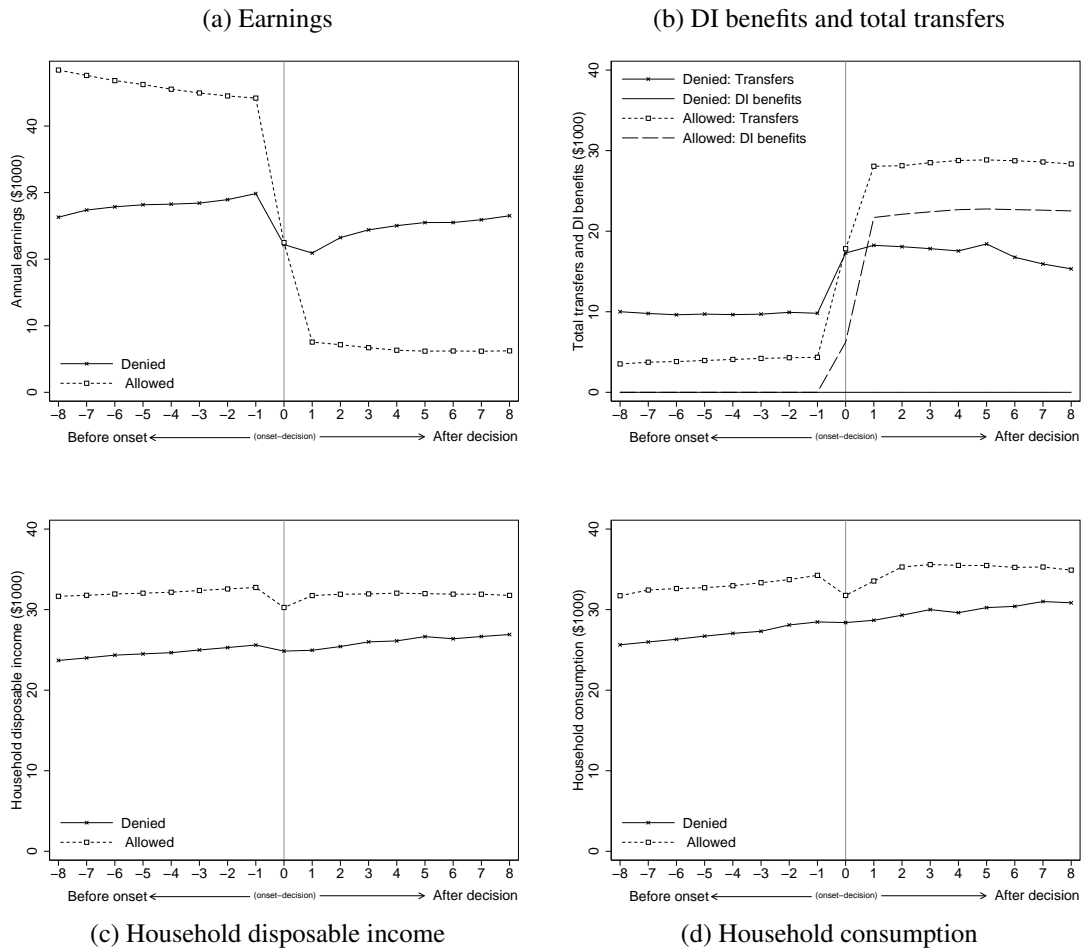 (a) Earnings
(b) DI benefits and total transfers
Annual earnings ($1000)
0 10 20 30 40
Denied
Allowed
−8 −7 −6 −5 −4 −3 −2 −1 0 1 2 3 4 5 6 7 8
Before onset (onset−decision) After decision
Total transfers and DI benefits ($1000)
0 10 20 30 40
Denied: Transfers
Denied: DI benefits
Allowed: Transfers
Allowed: DI benefits
−8 −7 −6 −5 −4 −3 −2 −1 0 1 2 3 4 5 6 7 8
Before onset (onset−decision) After decision
Household disposable income ($1000)
0 10 20 30 40
Denied
Allowed
−8 −7 −6 −5 −4 −3 −2 −1 0 1 2 3 4 5 6 7 8
Before onset (onset−decision) After decision
Household consumption ($1000)
0 10 20 30 40
Denied
Allowed
−8 −7 −6 −5 −4 −3 −2 −1 0 1 2 3 4 5 6 7 8
Before onset (onset−decision) After decision
(c) Household disposable income
(d) Household consumption